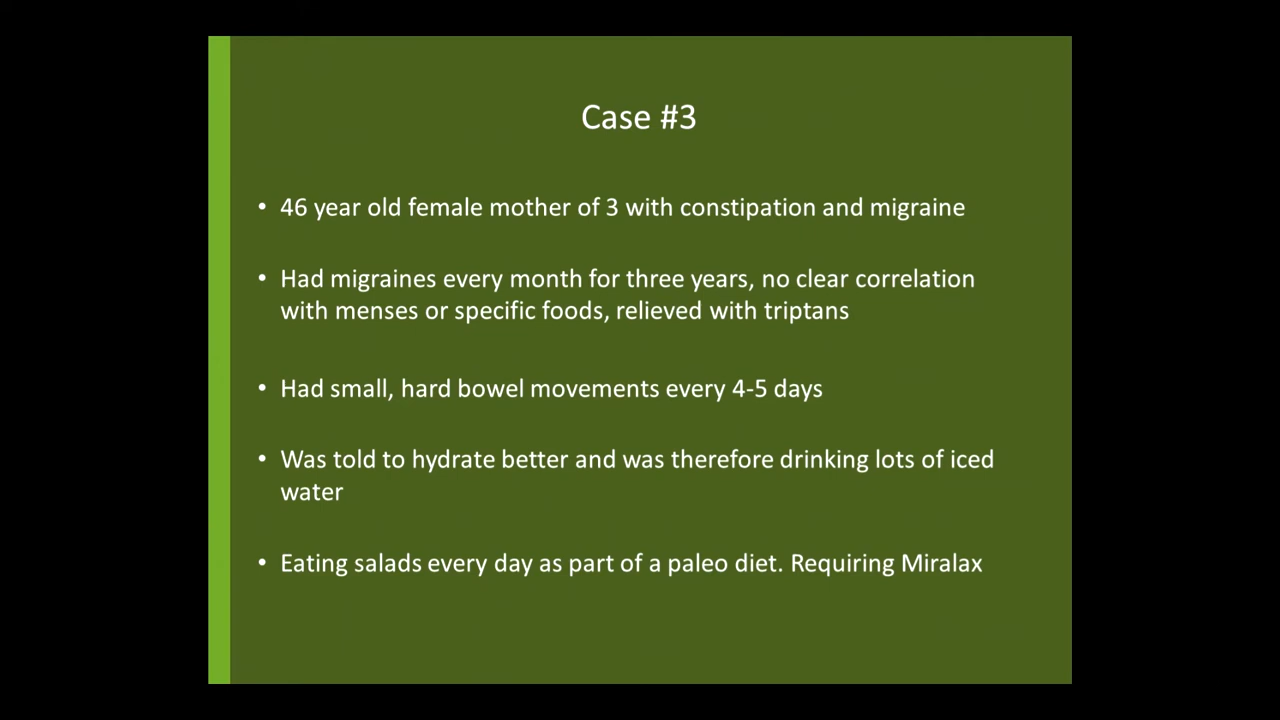 Case #3
• 46 year old female mother of 3 with constipation and migraine
• Had migraines every month for three years, no clear correlation
with menses or specific foods, relieved with triptans
• Had small, hard bowel movements every 4-5 days
• Was told to hydrate better and was therefore drinking lots of iced
water
• Eating salads every day as part of a paleo diet. Requiring Miralax